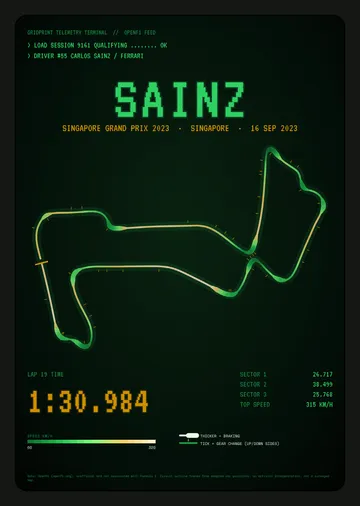 GRIDPRINT TELEMETRY TERMINAL // OPENF1 FEED
> LOAD SESSION 9161 QUALIFYING ........ OK
> DRIVER #55 CARLOS SAINZ / FERRARI
SAINZ
SINGAPORE GRAND PRIX 2023 · SINGAPORE · 16 SEP 2023
LAP 19 TIME
1:30.984
SECTOR 1 26.717
SECTOR 2 38.499
SECTOR 3 25.768
TOP SPEED 315 KM/H
SPEED KM/H
THICKER = BRAKING
TICK = GEAR CHANGE (UP/DOWN SIDES)